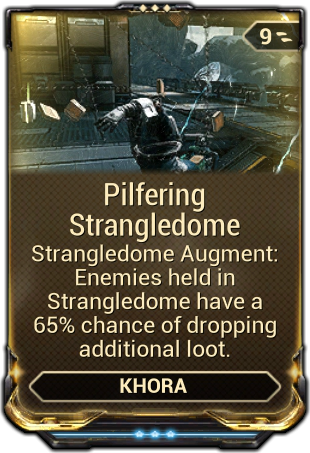 9
Pilfering
Strangledome
Strangledome Augment:
Enemies held in
Strangledome have a
65% chance of dropping
additional loot.
KHORA